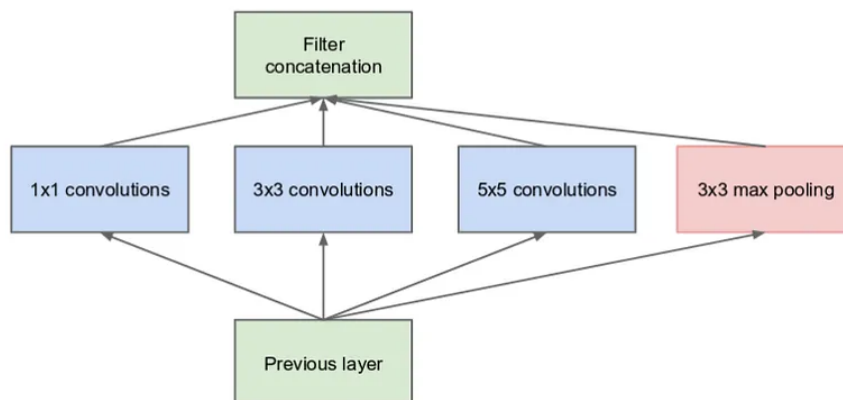 Filter
concatenation
1x1 convolutions
3x3 convolutions
5x5 convolutions
3x3 max pooling
Previous layer